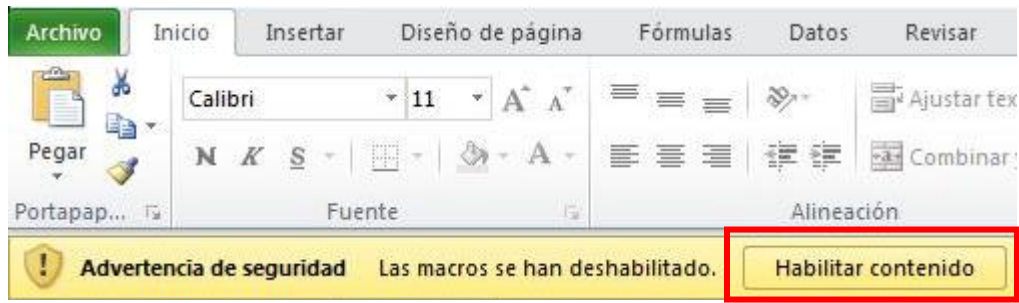 Archivo Inicio Insertar Diseño de página Fórmulas Datos Revisar
Calibri 11 A A Ajustar tex
Pegar N K S A Combinar y
Portapap... Fuente Alineación
Advertencia de seguridad Las macros se han deshabilitado. Habilitar contenido